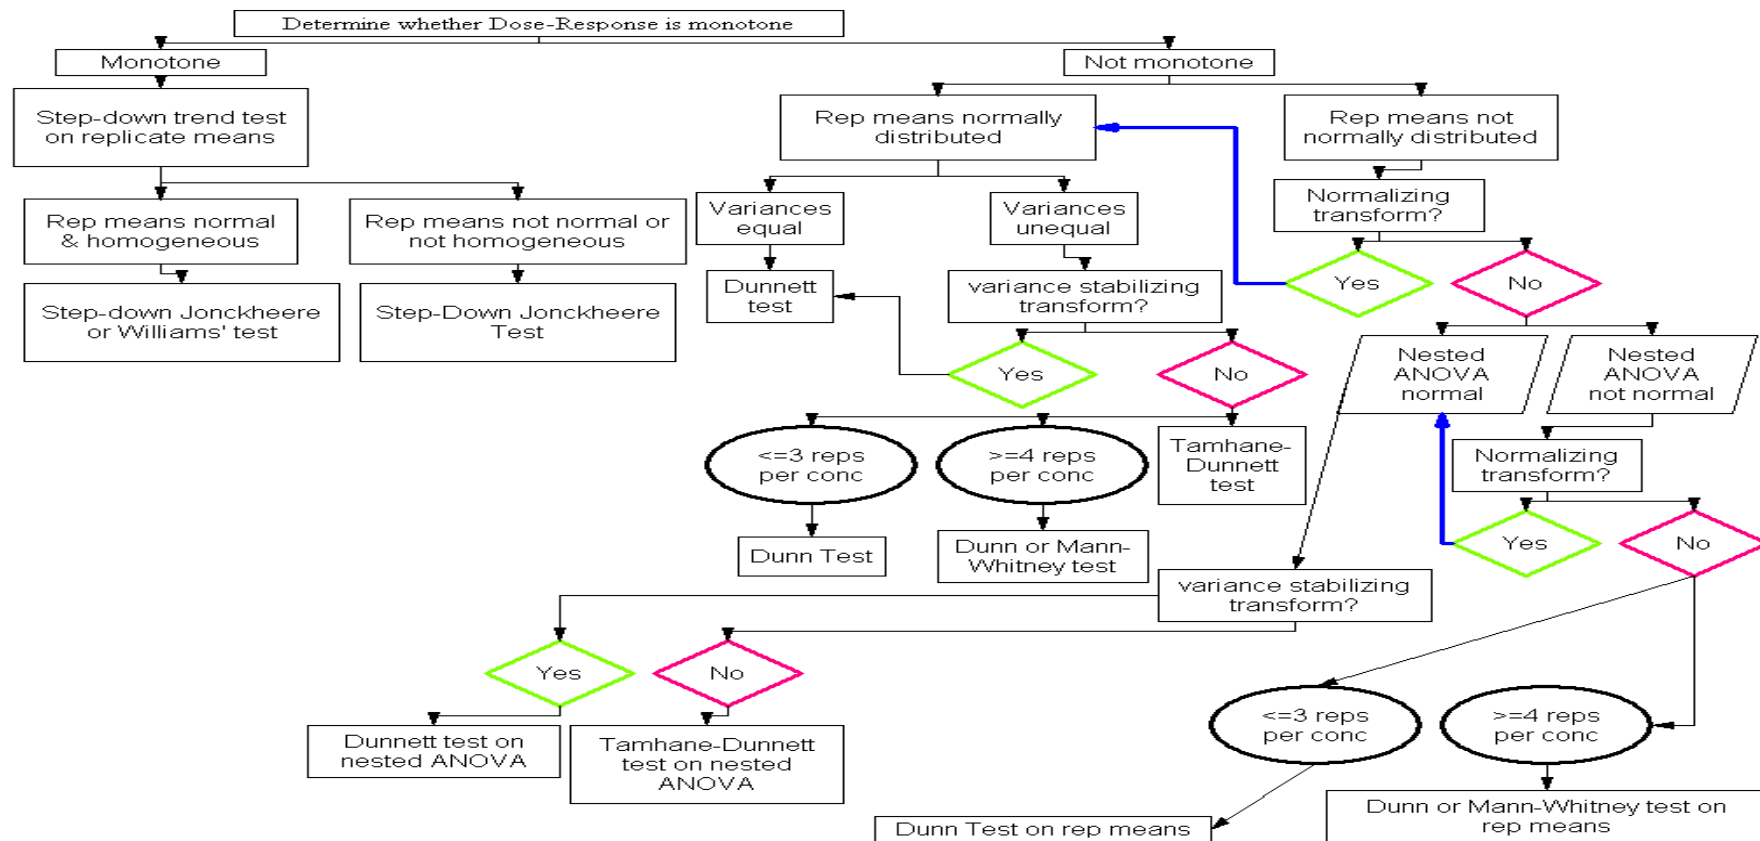 Determine whether Dose-Response is monotone
Monotone
Not monotone
Step-down trend test
on replicate means
Rep means normally
distributed
Rep means not
normally distributed
Rep means normal
& homogeneous
Rep means not normal or
not homogeneous
Variances
equal
Variances
unequal
Normalizing
transform?
Step-down Jonckheere
or Williams' test
Step-Down Jonckheere
Test
Dunnett
test
variance stabilizing
transform?
Yes
No
Yes
No
Nested
ANOVA
normal
Nested
ANOVA
not normal
<=3 reps
per conc
>=4 reps
per conc
Tamhane-
Dunnett
test
Normalizing
transform?
Dunn Test
Dunn or Mann-
Whitney test
Yes
No
variance stabilizing
transform?
Yes
No
<=3 reps
per conc
>=4 reps
per conc
Dunnett test on
nested ANOVA
Tamhane-Dunnett
test on nested
ANOVA
Dunn Test on rep means
Dunn or Mann-Whitney test on
rep means